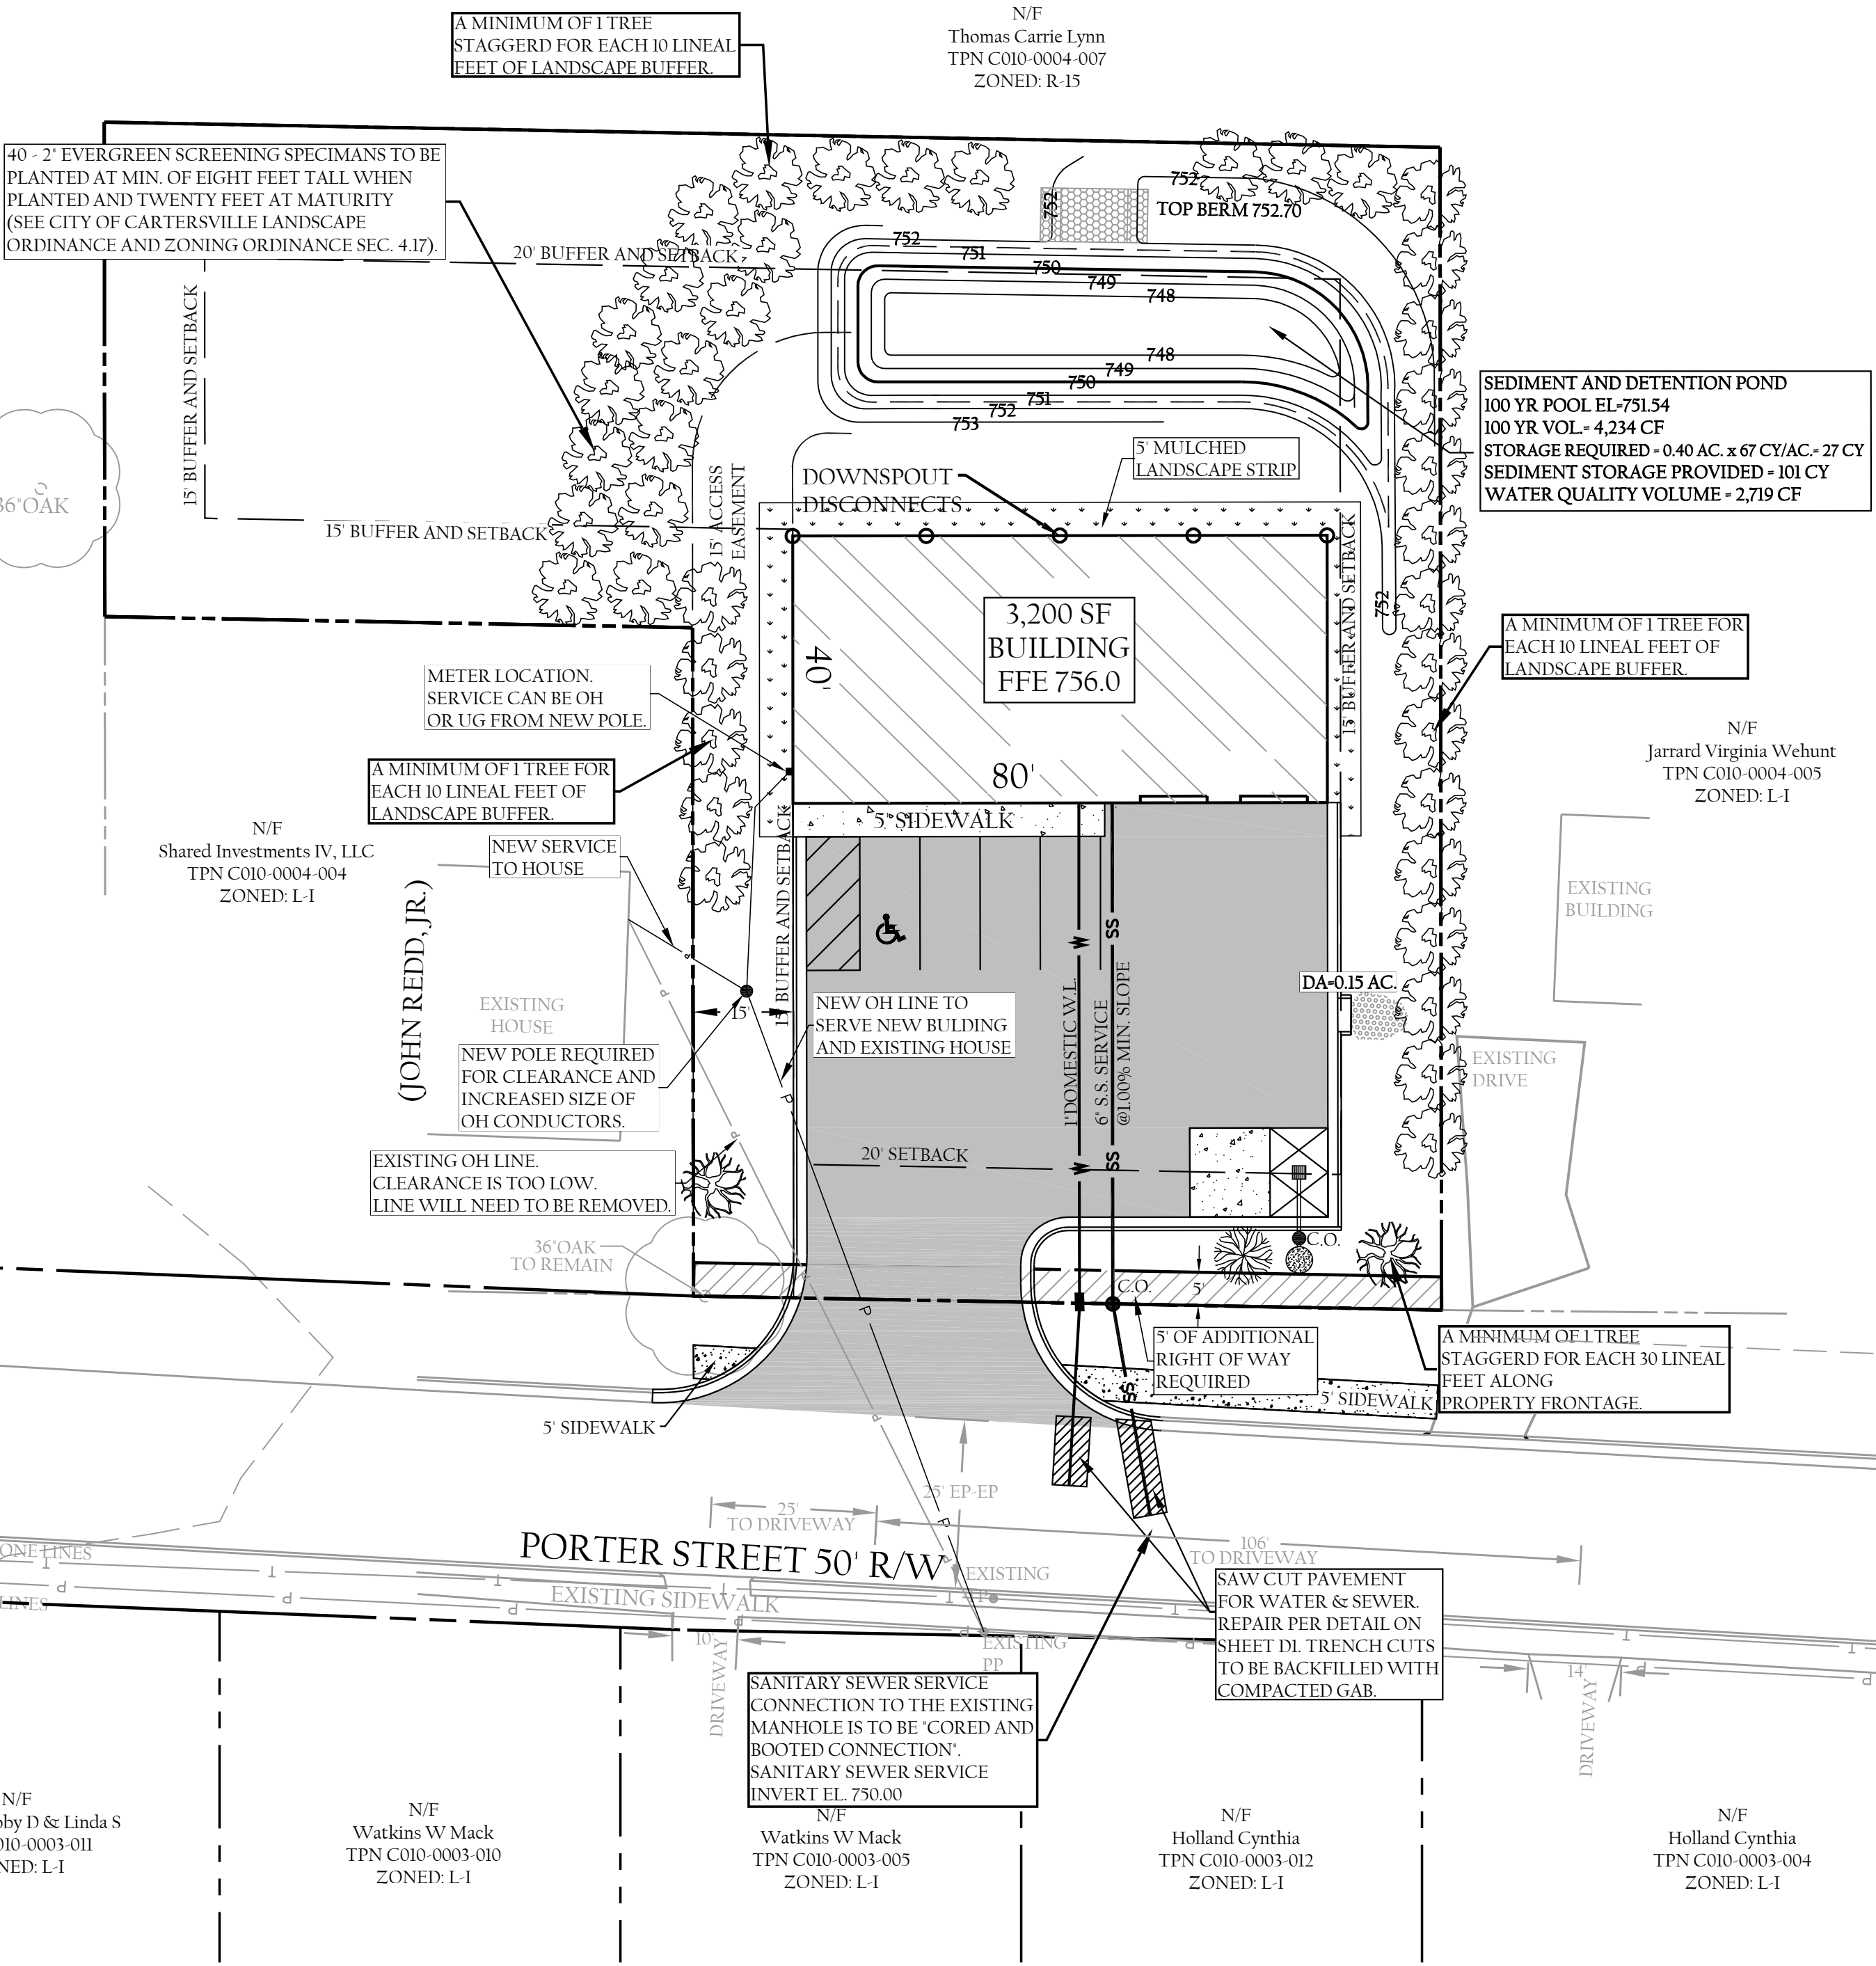 N/F
Thomas Carrie Lynn
TPN C010-0004-007
ZONED: R-15
A MINIMUM OF 1 TREE
STAGGERD FOR EACH 10 LINEAL
FEET OF LANDSCAPE BUFFER.
40 - 2" EVERGREEN SCREENING SPECIMANS TO BE
PLANTED AT MIN. OF EIGHT FEET TALL WHEN
PLANTED AND TWENTY FEET AT MATURITY
(SEE CITY OF CARTERSVILLE LANDSCAPE
ORDINANCE AND ZONING ORDINANCE SEC. 4.17).
20' BUFFER AND SETBACK
15' BUFFER AND SETBACK
15' BUFFER AND SETBACK
36"OAK
752
752
TOP BERM 752.70
752
751
750
749
748
748
749
750
751
752
753
752
SEDIMENT AND DETENTION POND
100 YR POOL EL=751.54
100 YR VOL.= 4,234 CF
STORAGE REQUIRED = 0.40 AC. x 67 CY/AC.= 27 CY
SEDIMENT STORAGE PROVIDED = 101 CY
WATER QUALITY VOLUME = 2,719 CF
5' MULCHED
LANDSCAPE STRIP
DOWNSPOUT
DISCONNECTS
15' ACCESS
EASEMENT
15' BUFFER AND SETBACK
3,200 SF
BUILDING
FFE 756.0
40'
80'
A MINIMUM OF 1 TREE FOR
EACH 10 LINEAL FEET OF
LANDSCAPE BUFFER.
METER LOCATION.
SERVICE CAN BE OH
OR UG FROM NEW POLE.
A MINIMUM OF 1 TREE FOR
EACH 10 LINEAL FEET OF
LANDSCAPE BUFFER.
N/F
Jarrard Virginia Wehunt
TPN C010-0004-005
ZONED: L-I
N/F
Shared Investments IV, LLC
TPN C010-0004-004
ZONED: L-I
(JOHN REDD, JR.)
NEW SERVICE
TO HOUSE
5' SIDEWALK
15' BUFFER AND SETBACK
EXISTING
BUILDING
EXISTING
HOUSE
15'
NEW OH LINE TO
SERVE NEW BULDING
AND EXISTING HOUSE
1"DOMESTIC W.L.
6" S.S. SERVICE
@1.00% MIN. SLOPE
W
SS
W
SS
DA=0.15 AC.
EXISTING
DRIVE
NEW POLE REQUIRED
FOR CLEARANCE AND
INCREASED SIZE OF
OH CONDUCTORS.
EXISTING OH LINE.
CLEARANCE IS TOO LOW.
LINE WILL NEED TO BE REMOVED.
20' SETBACK
36"OAK
TO REMAIN
C.O.
C.O.
5'
5' OF ADDITIONAL
RIGHT OF WAY
REQUIRED
A MINIMUM OF 1 TREE
STAGGERD FOR EACH 30 LINEAL
FEET ALONG
PROPERTY FRONTAGE.
SS
5' SIDEWALK
5' SIDEWALK
25' EP-EP
25'
TO DRIVEWAY
106'
TO DRIVEWAY
PORTER STREET 50' R/W
EXISTING SIDEWALK
EXISTING
EXISTING
PP
10'
DRIVEWAY
14'
DRIVEWAY
SAW CUT PAVEMENT
FOR WATER & SEWER.
REPAIR PER DETAIL ON
SHEET D1. TRENCH CUTS
TO BE BACKFILLED WITH
COMPACTED GAB.
SANITARY SEWER SERVICE
CONNECTION TO THE EXISTING
MANHOLE IS TO BE "CORED AND
BOOTED CONNECTION".
SANITARY SEWER SERVICE
INVERT EL. 750.00
N/F
by D & Linda S
010-0003-011
NED: L-I
N/F
Watkins W Mack
TPN C010-0003-010
ZONED: L-I
N/F
Watkins W Mack
TPN C010-0003-005
ZONED: L-I
N/F
Holland Cynthia
TPN C010-0003-012
ZONED: L-I
N/F
Holland Cynthia
TPN C010-0003-004
ZONED: L-I